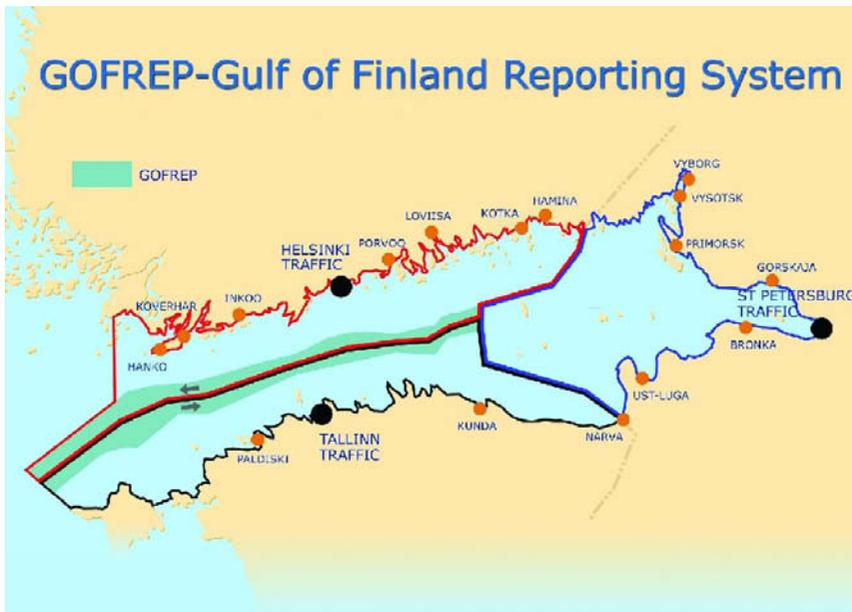 GOFREP-Gulf of Finland Reporting System
GOFREP
VYBORG
VYSOTSK
HAMINA
KOTKA
LOVIISA
PORVOO
HELSINKI
TRAFFIC
PRIMORSK
GORSKAJA
ST PETERSBURG
TRAFFIC
BRONKA
INKOO
KOVERHAR
HANKO
UST-LUGA
NARVA
KUNDA
TALLINN
TRAFFIC
PALDISKI